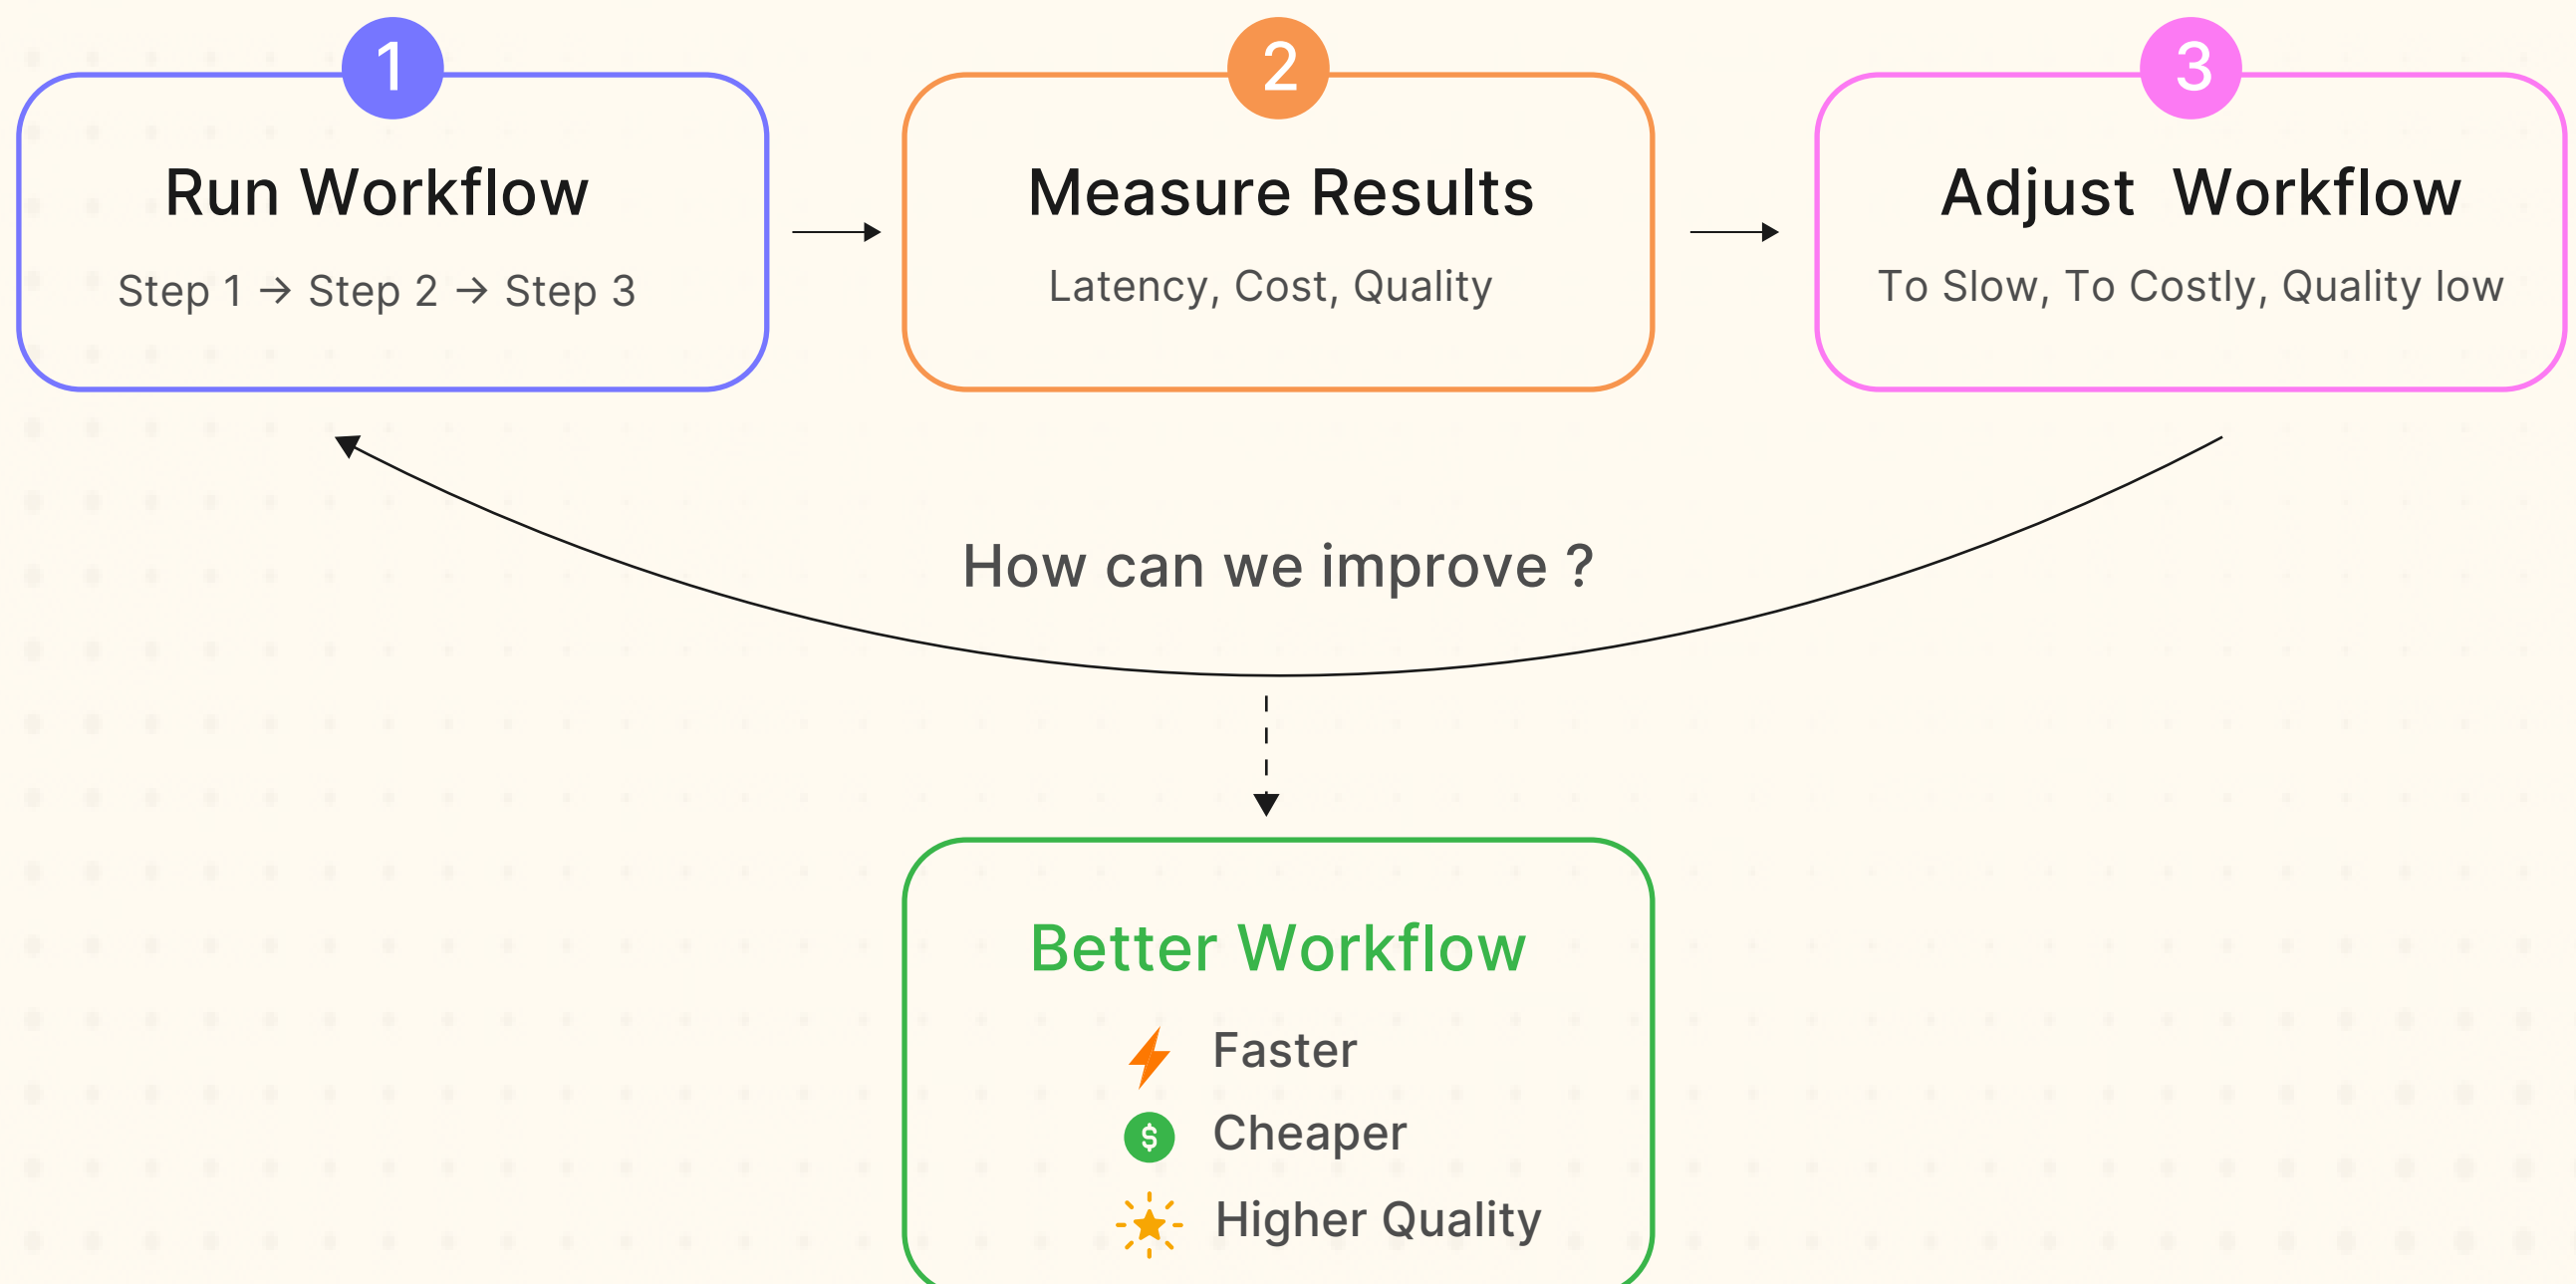 1
2
3
Run Workflow
Measure Results
Adjust  Workflow
Step 1 → Step 2 → Step 3
Latency, Cost, Quality
To Slow, To Costly, Quality low
How can we improve ?
Better Workflow
Faster
$ Cheaper
Higher Quality